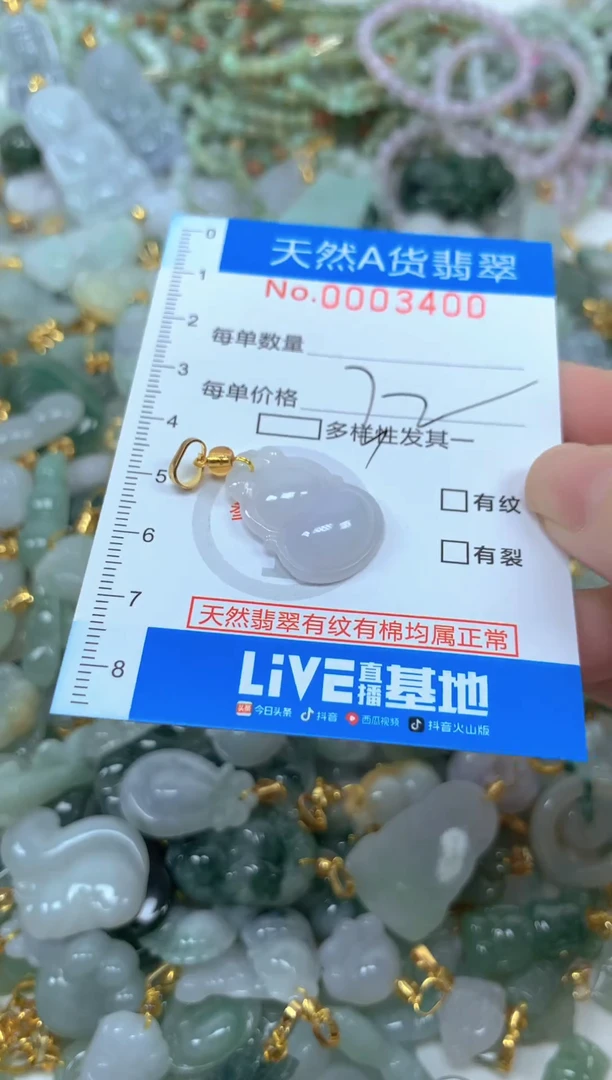 天然A货翡翠
No.0003400
每单数量
每单价格 72
多样性发其一
有纹
有裂
天然翡翠有纹有棉均属正常
LiVE直播基地
头条 今日头条 抖音 西瓜视频 抖音火山版
0
1
2
3
4
5
6
7
8